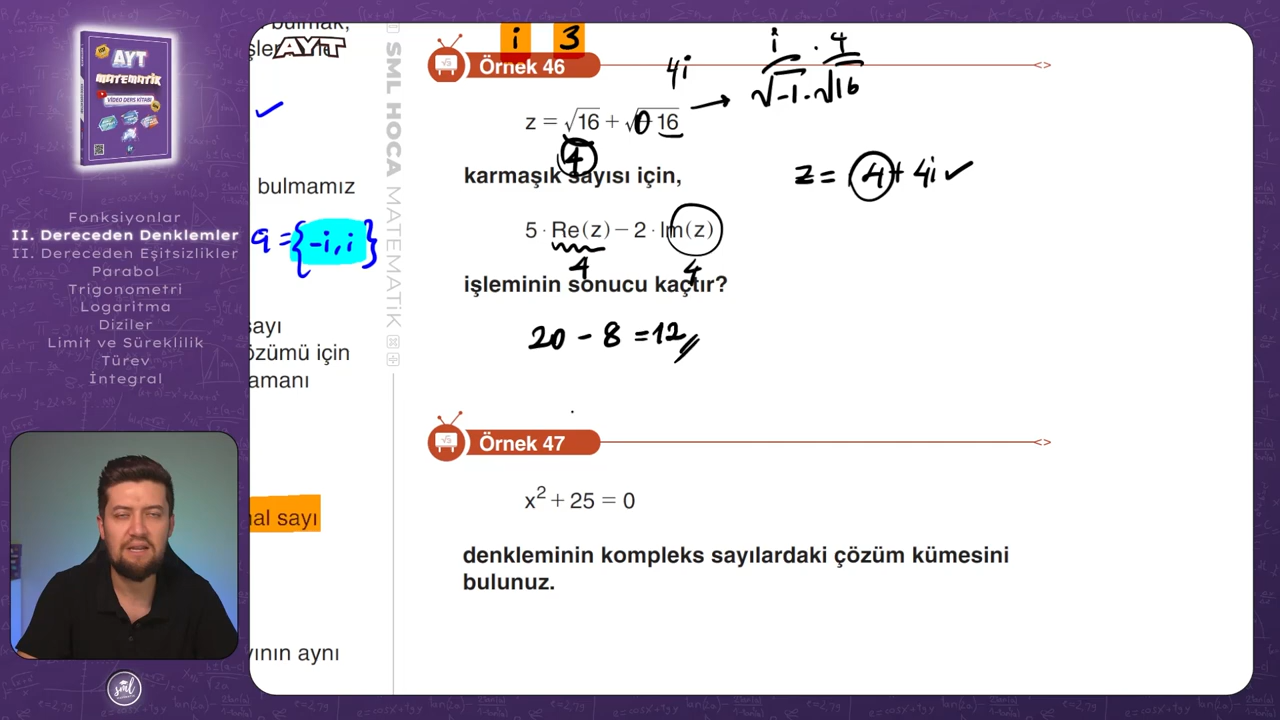 AYT
MATEMATİK
VİDEO DERS KİTABI
Fonksiyonlar
II. Dereceden Denklemler
II. Dereceden Eşitsizlikler
Parabol
Trigonometri
Logaritma
Diziler
Limit ve Süreklilik
Türev
İntegral
sml
bulmak,
AYT
✓
bulmamız
Ç = {-i, i}
sayı
özümü için
amanı
nal sayı
yının aynı
SML HOCA MATEMATİK
i 3
Örnek 46
4i
i . 4
√-1 . √16
z = √16 + √-16 →
4
karmaşık sayısı için,
z = 4 + 4i ✓
5 · Re(z) − 2 · Im(z)
4 4
işleminin sonucu kaçtır?
20 - 8 = 12 //
Örnek 47
x² + 25 = 0
denkleminin kompleks sayılardaki çözüm kümesini
bulunuz.